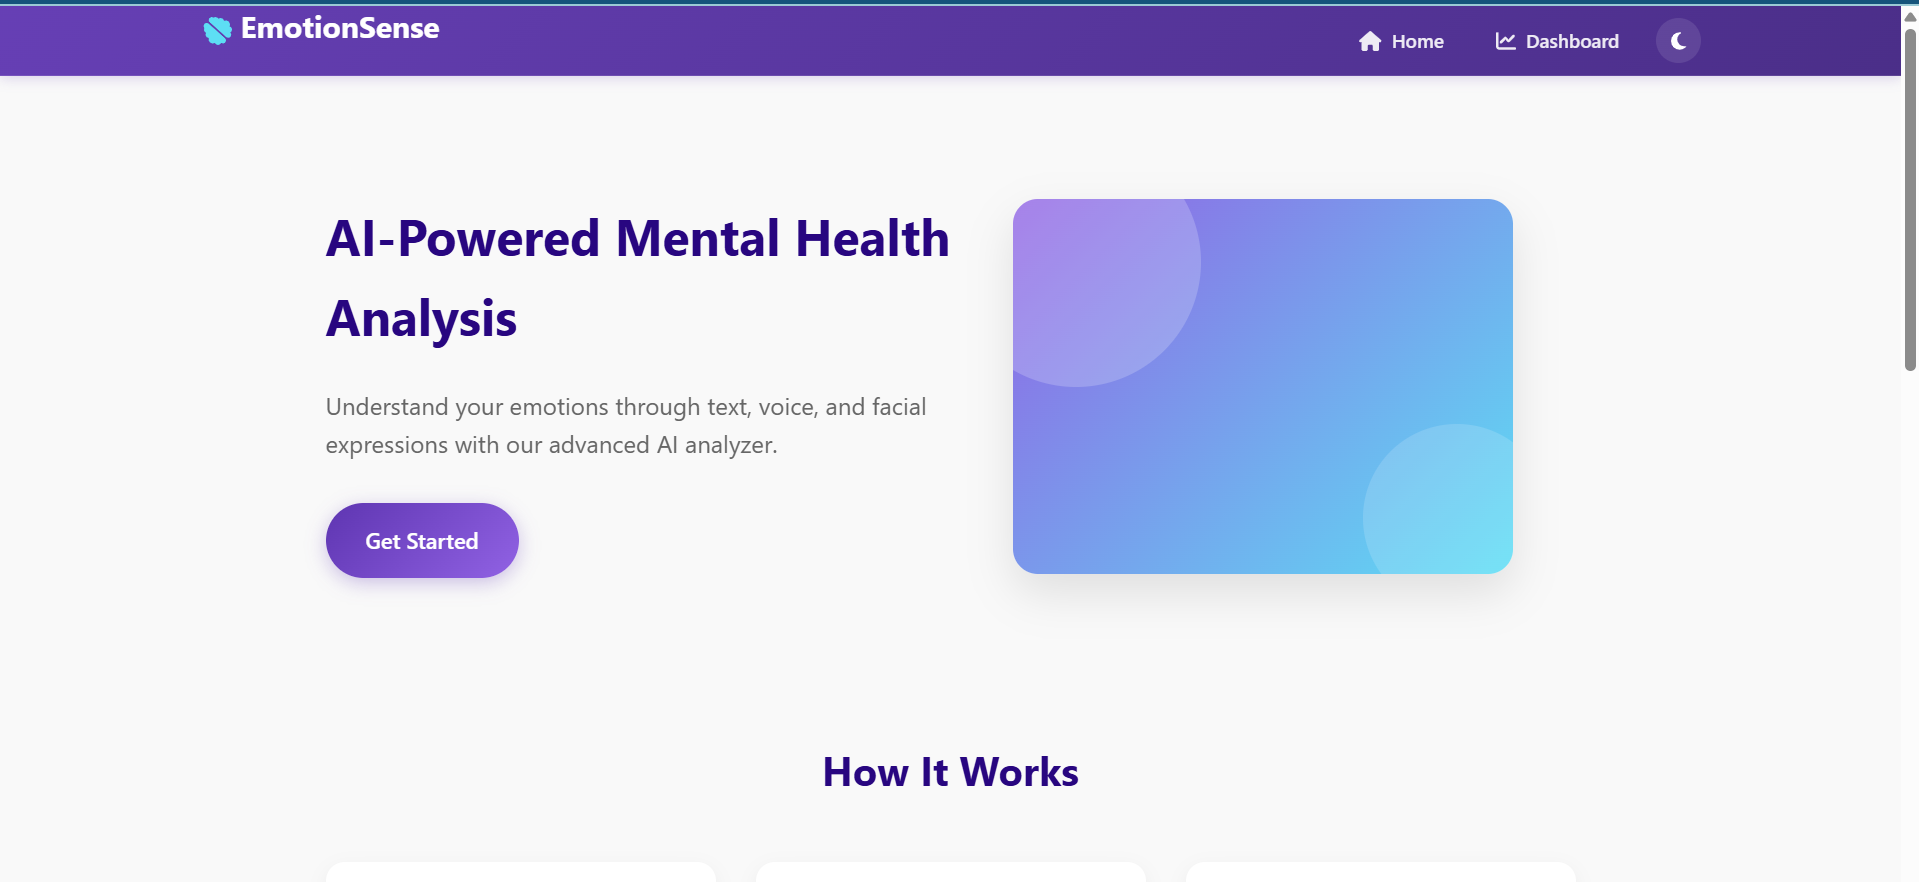 EmotionSense
Home
Dashboard
AI-Powered Mental Health
Analysis
Understand your emotions through text, voice, and facial
expressions with our advanced AI analyzer.
Get Started
How It Works